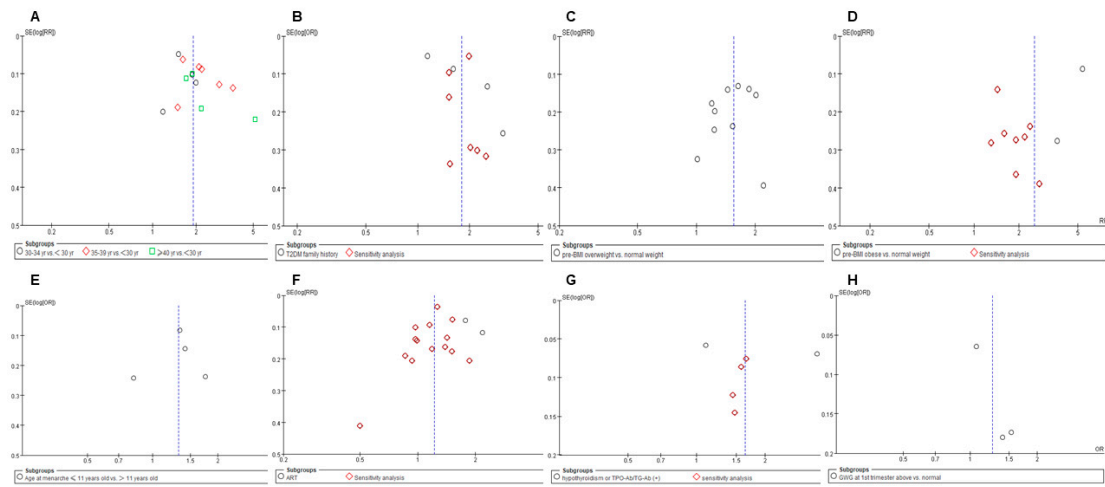 A
SE(log[RR])
0
0.1
0.2
0.3
0.4
0.5
0.2 0.5 1 2 5
Subgroups
30-34 yr vs.<30 yr 35-39 yr vs.<30 yr ≥40 yr vs.<30 yr
B
SE(log[OR])
0
0.1
0.2
0.3
0.4
0.5
0.2 0.5 1 2 5
Subgroups
T2DM family history Sensitivity analysis
C
SE(log[RR])
0
0.1
0.2
0.3
0.4
0.5
0.2 0.5 1 2
Subgroups
pre-BMI overweight vs. normal weight
D
SE(log[RR])
0
0.1
0.2
0.3
0.4
0.5
0.2 0.5 1 2 5
Subgroups
pre-BMI obese vs. normal weight Sensitivity analysis
E
SE(log[OR])
0
0.1
0.2
0.3
0.4
0.5
0.5 0.7 1 1.5 2
Subgroups
Age at menarche ≤ 11 years old vs. > 11 years old
F
SE(log[RR])
0
0.1
0.2
0.3
0.4
0.5
0.5 1 2
Subgroups
ART Sensitivity analysis
G
SE(log[OR])
0
0.05
0.1
0.15
0.2
0.5 0.7 1 1.5 2
Subgroups
hypothyroidism or TPO-Ab/TG-Ab (+) sensitivity analysis
H
SE(log[OR])
0
0.05
0.1
0.15
0.2
OR
0.5 0.7 1 1.5 2
Subgroups
GWG at 1st trimester above vs. normal